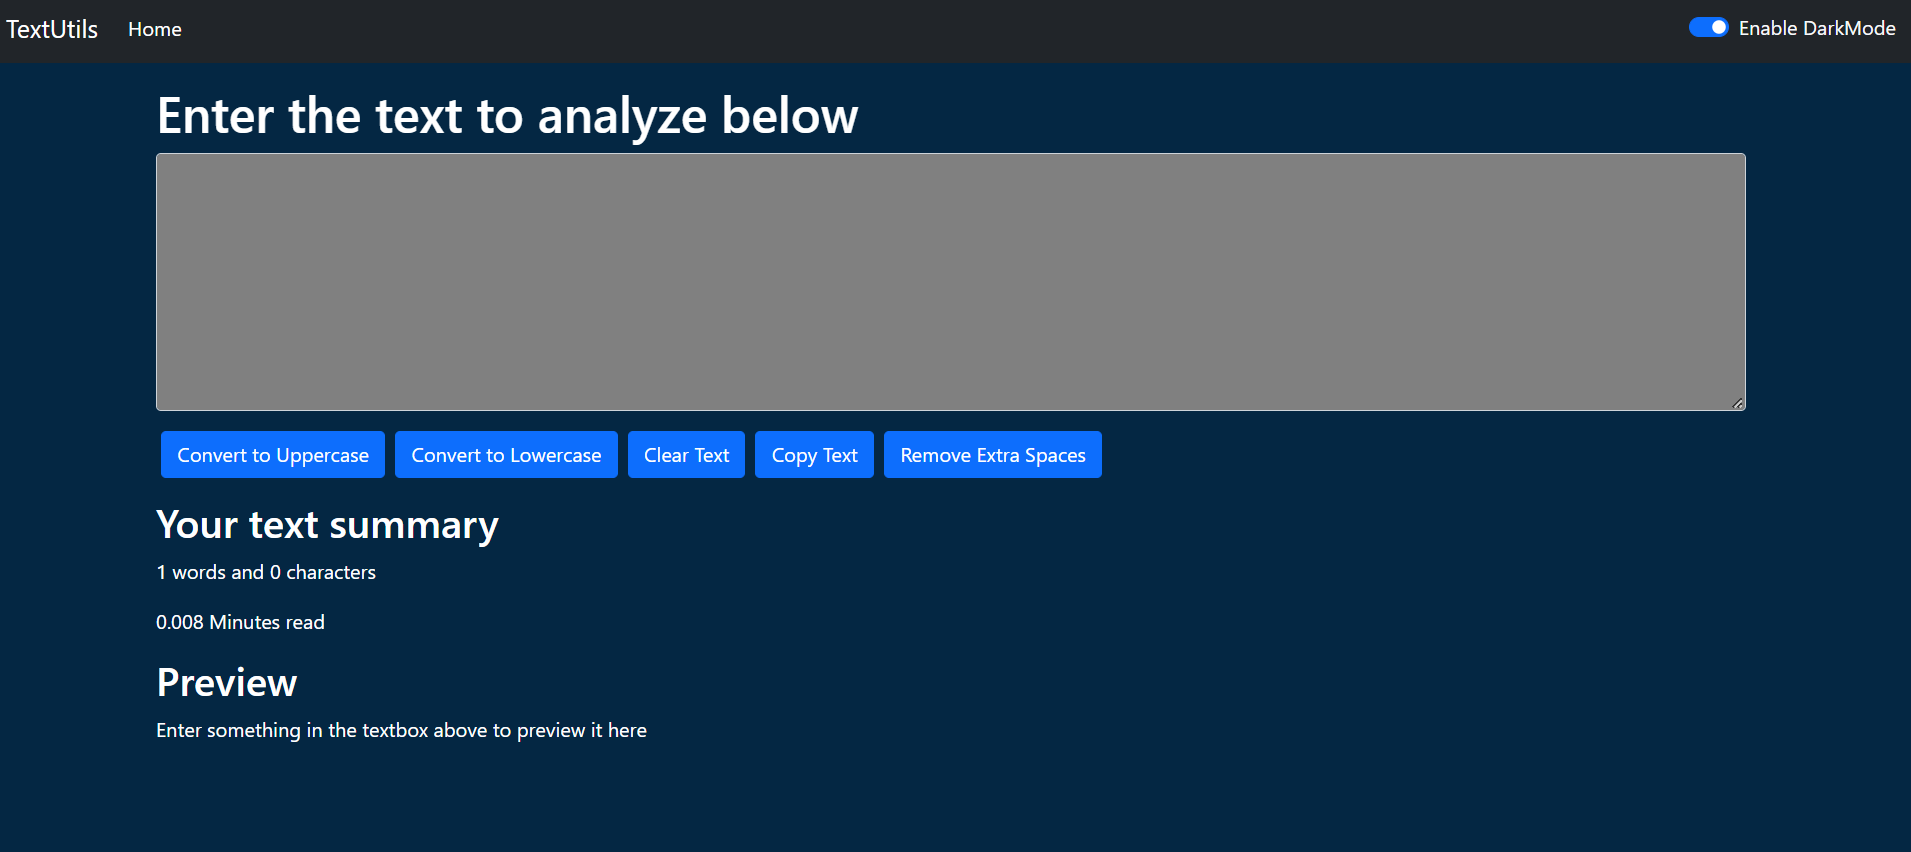 TextUtils Home Enable DarkMode
Enter the text to analyze below
Convert to Uppercase Convert to Lowercase Clear Text Copy Text Remove Extra Spaces
Your text summary
1 words and 0 characters
0.008 Minutes read
Preview
Enter something in the textbox above to preview it here